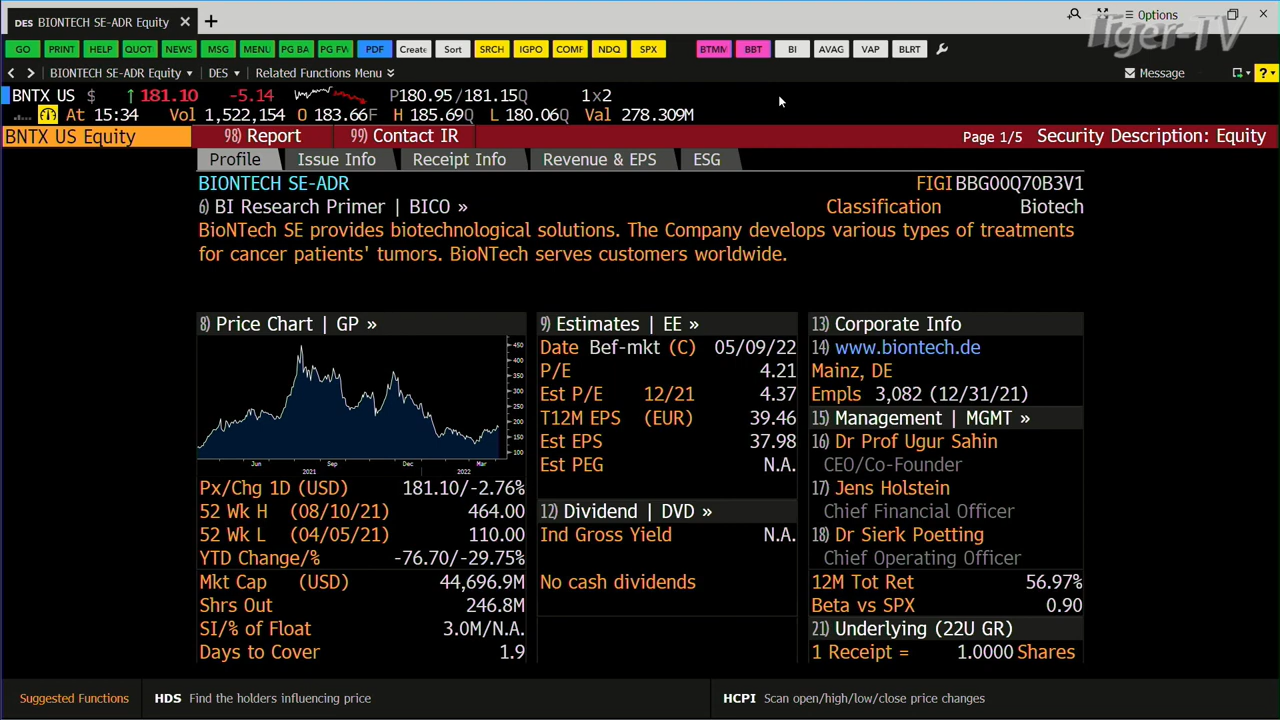 DES BIONTECH SE-ADR Equity
Options
Tiger-TV
GO PRINT HELP QUOT NEWS MSG MENU PG BA PG FW PDF Create Sort SRCH IGPO COMF NDQ SPX BTMM BBT BI AVAG VAP BLRT
BIONTECH SE-ADR Equity DES Related Functions Menu Message
BNTX US $ ↑ 181.10 -5.14 P180.95/181.15Q 1x2
At 15:34 Vol 1,522,154 O 183.66F H 185.69Q L 180.06Q Val 278.309M
BNTX US Equity 98) Report 99) Contact IR Page 1/5 Security Description: Equity
Profile Issue Info Receipt Info Revenue & EPS ESG
BIONTECH SE-ADR FIGI BBG00Q70B3V1
6) BI Research Primer | BICO » Classification Biotech
BioNTech SE provides biotechnological solutions. The Company develops various types of treatments
for cancer patients' tumors. BioNTech serves customers worldwide.
8) Price Chart | GP »
450
400
350
300
250
200
150
100
Jun Sep Dec Mar
2021 2022
Px/Chg 1D (USD) 181.10/-2.76%
52 Wk H (08/10/21) 464.00
52 Wk L (04/05/21) 110.00
YTD Change/% -76.70/-29.75%
Mkt Cap (USD) 44,696.9M
Shrs Out 246.8M
SI/% of Float 3.0M/N.A.
Days to Cover 1.9
9) Estimates | EE »
Date Bef-mkt (C) 05/09/22
P/E 4.21
Est P/E 12/21 4.37
T12M EPS (EUR) 39.46
Est EPS 37.98
Est PEG N.A.
12) Dividend | DVD »
Ind Gross Yield N.A.
No cash dividends
13) Corporate Info
14) www.biontech.de
Mainz, DE
Empls 3,082 (12/31/21)
15) Management | MGMT »
16) Dr Prof Ugur Sahin
CEO/Co-Founder
17) Jens Holstein
Chief Financial Officer
18) Dr Sierk Poetting
Chief Operating Officer
12M Tot Ret 56.97%
Beta vs SPX 0.90
21) Underlying (22U GR)
1 Receipt = 1.0000 Shares
Suggested Functions HDS Find the holders influencing price HCPI Scan open/high/low/close price changes